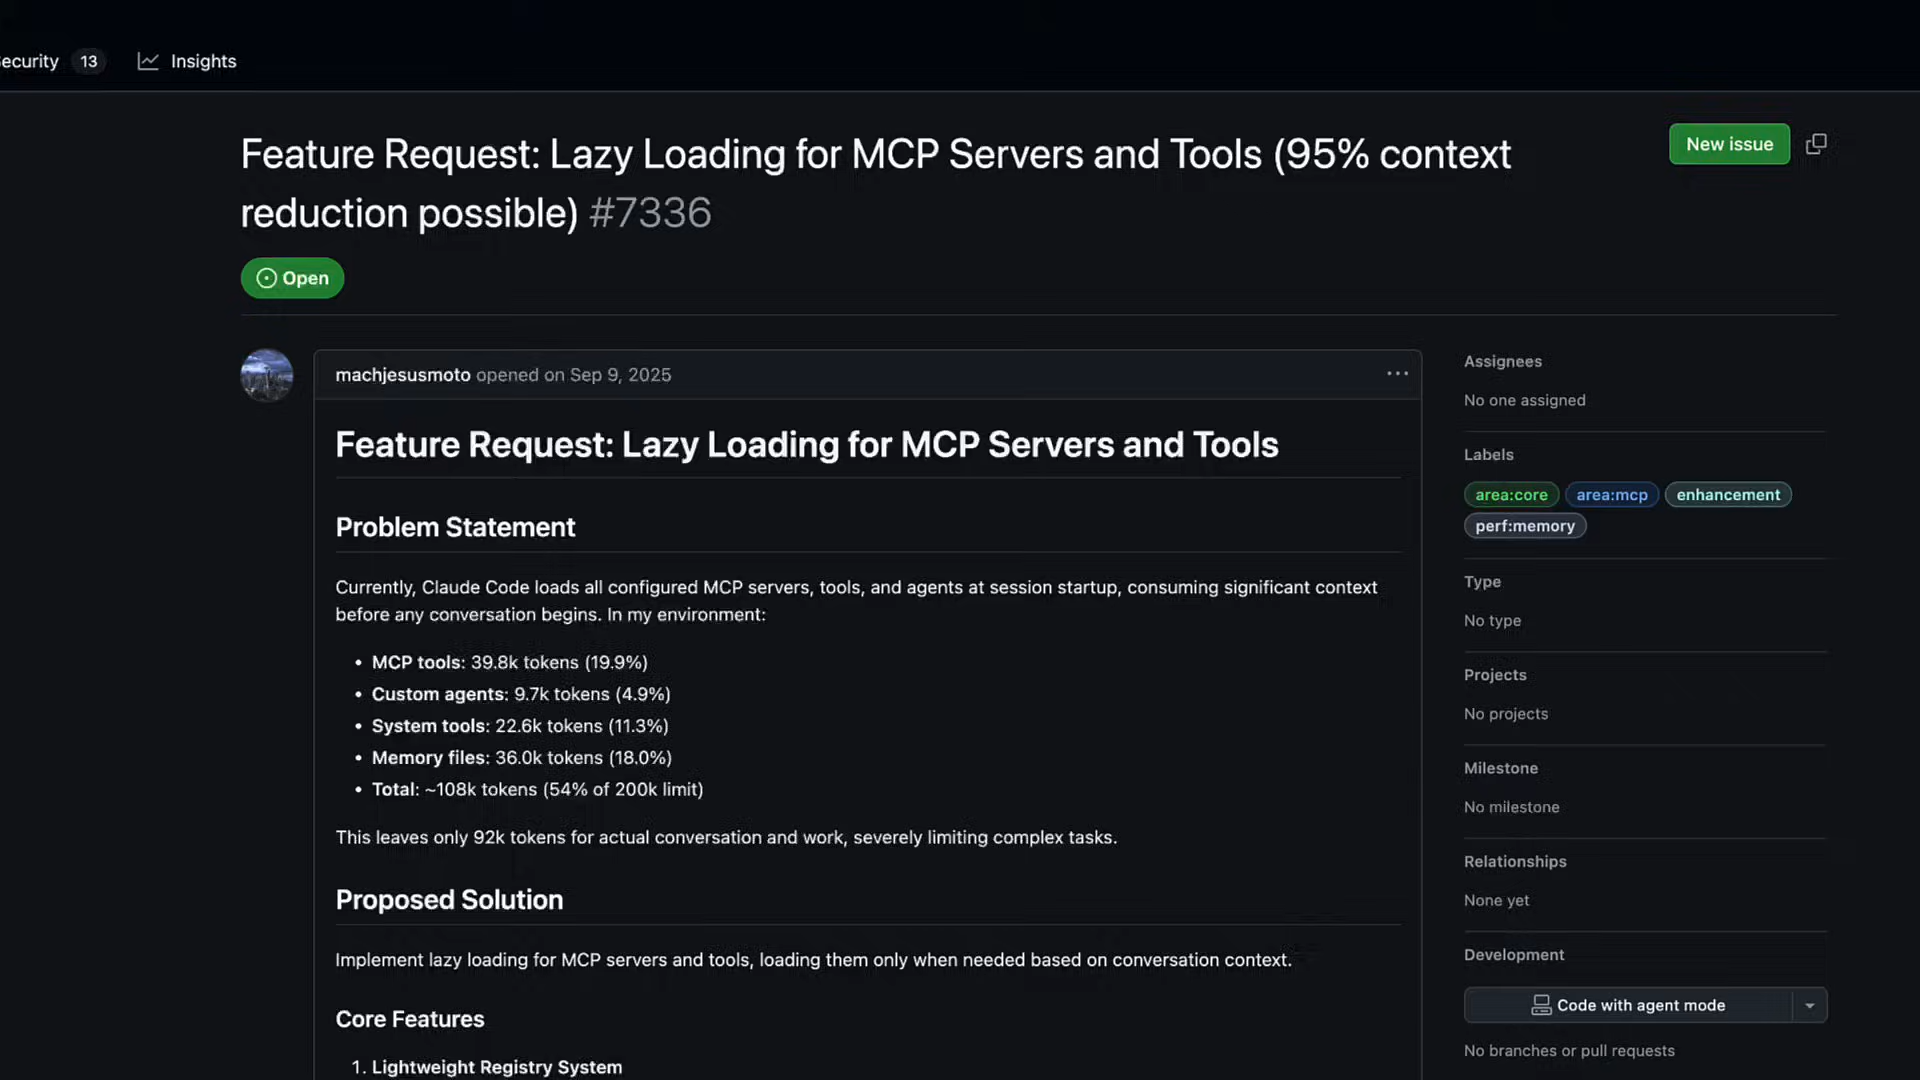 ecurity 13 Insights
Feature Request: Lazy Loading for MCP Servers and Tools (95% context
reduction possible) #7336
New issue
Open
machjesusmoto opened on Sep 9, 2025
Feature Request: Lazy Loading for MCP Servers and Tools
Problem Statement
Currently, Claude Code loads all configured MCP servers, tools, and agents at session startup, consuming significant context
before any conversation begins. In my environment:
• MCP tools: 39.8k tokens (19.9%)
• Custom agents: 9.7k tokens (4.9%)
• System tools: 22.6k tokens (11.3%)
• Memory files: 36.0k tokens (18.0%)
• Total: ~108k tokens (54% of 200k limit)
This leaves only 92k tokens for actual conversation and work, severely limiting complex tasks.
Proposed Solution
Implement lazy loading for MCP servers and tools, loading them only when needed based on conversation context.
Core Features
1. Lightweight Registry System
Assignees
No one assigned
Labels
area:core area:mcp enhancement
perf:memory
Type
No type
Projects
No projects
Milestone
No milestone
Relationships
None yet
Development
Code with agent mode
No branches or pull requests